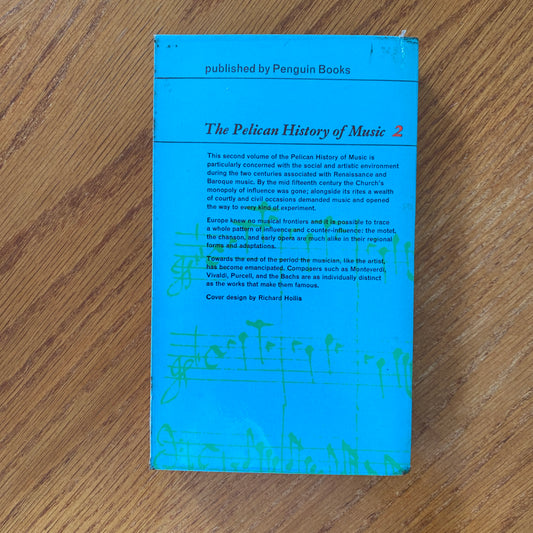 published by Penguin Books
The Pelican History of Music 2
This second volume of the Pelican History of Music is
particularly concerned with the social and artistic environment
during the two centuries associated with Renaissance and
Baroque music. By the mid fifteenth century the Church's
monopoly of influence was gone; alongside its rites a wealth
of courtly and civil occasions demanded music and opened
the way to every kind of experiment.
Europe knew no musical frontiers and it is possible to trace
a whole pattern of influence and counter-influence: the motet,
the chanson, and early opera are much alike in their regional
forms and adaptations.
Towards the end of the period the musician, like the artist,
has become emancipated. Composers such as Monteverdi,
Vivaldi, Purcell, and the Bachs are as individually distinct
as the works that make them famous.
Cover design by Richard Hollis